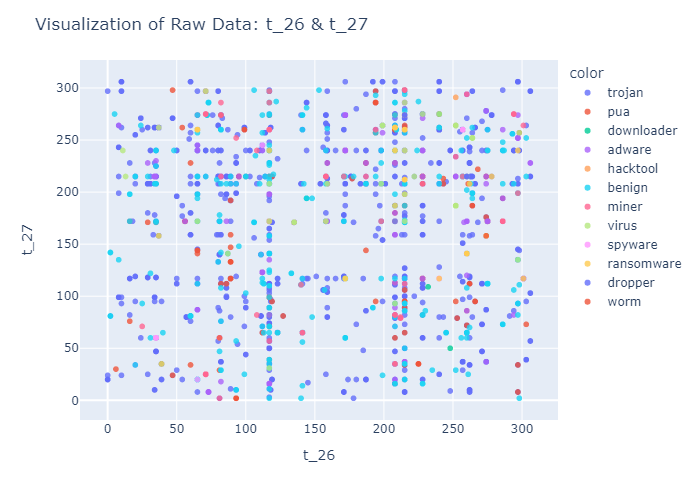 Visualization of Raw Data: t_26 & t_27
color
trojan
pua
downloader
adware
hacktool
benign
miner
virus
spyware
ransomware
dropper
worm
t_27
300
250
200
150
100
50
0
0 50 100 150 200 250 300
t_26